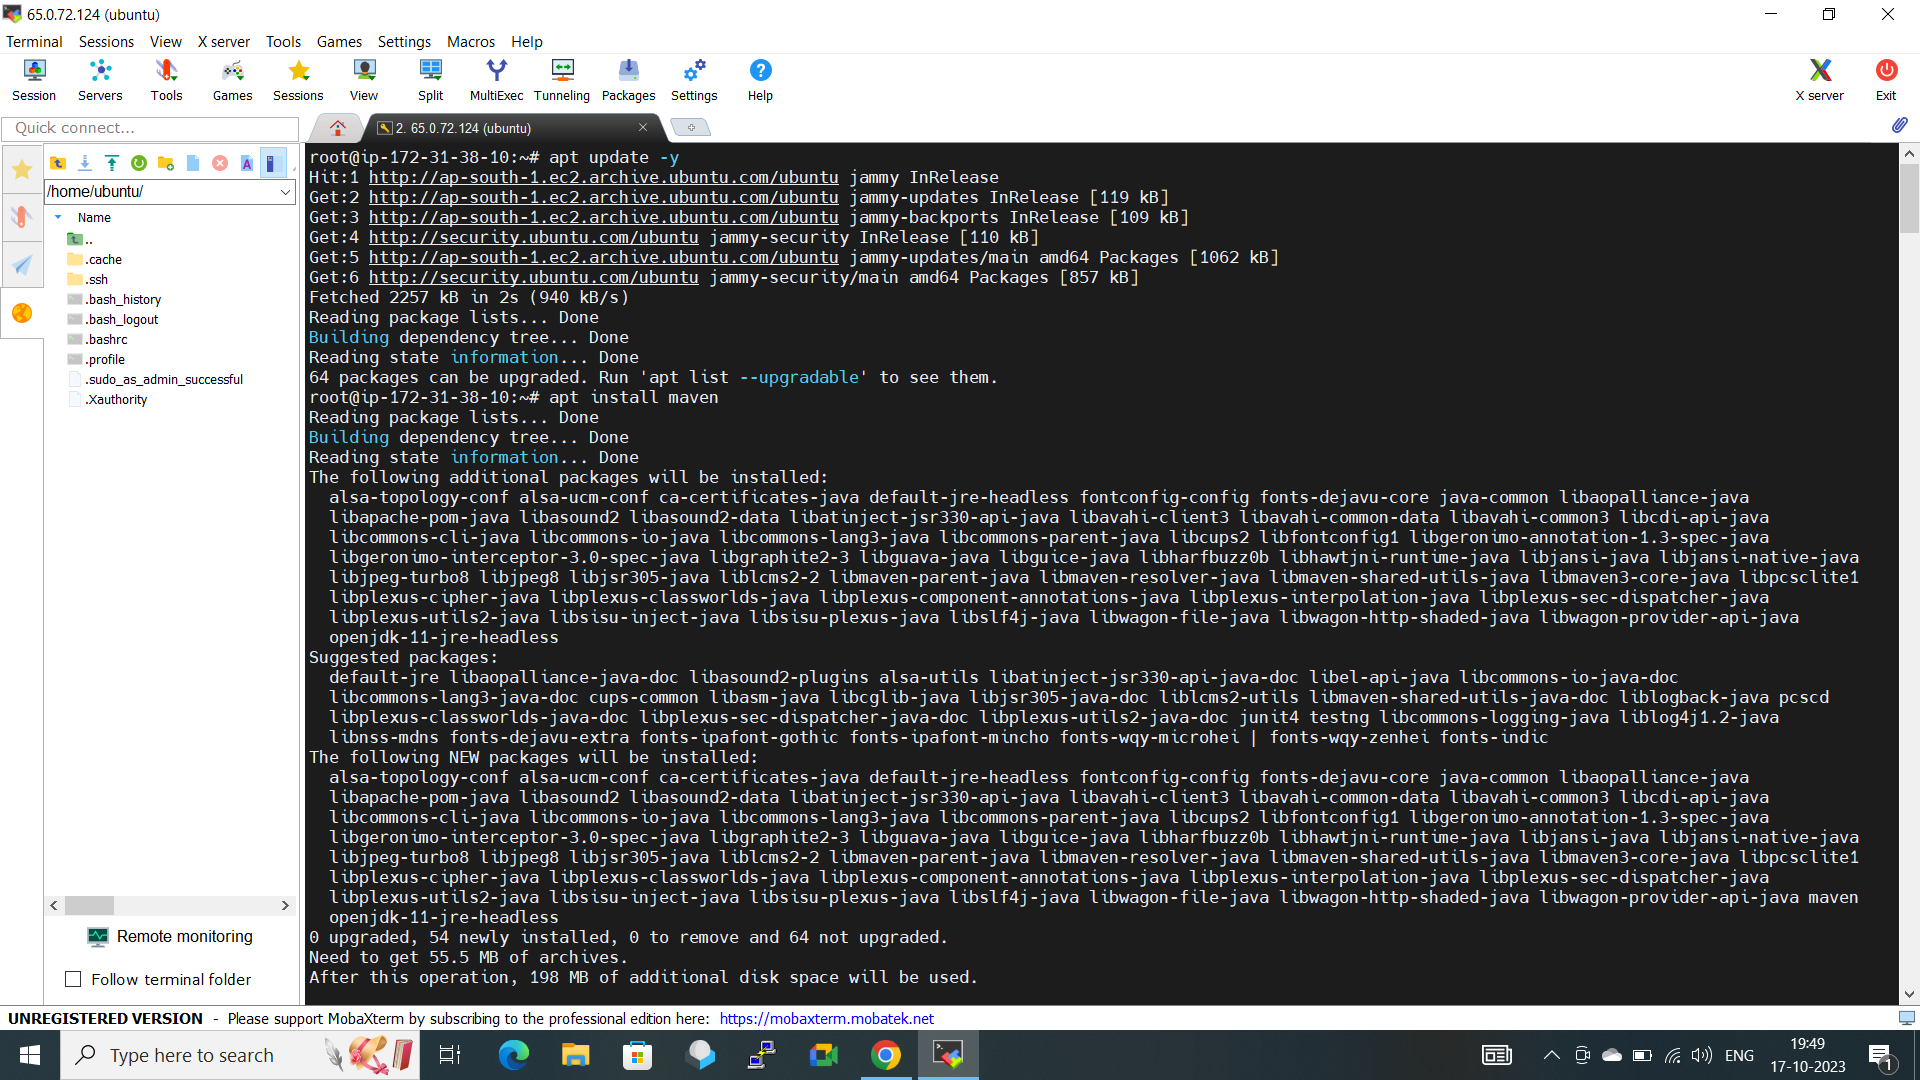 65.0.72.124 (ubuntu)
Terminal Sessions View X server Tools Games Settings Macros Help
Session Servers Tools Games Sessions View Split MultiExec Tunneling Packages Settings Help X server Exit
Quick connect...
2. 65.0.72.124 (ubuntu)
/home/ubuntu/
Name
..
.cache
.ssh
.bash_history
.bash_logout
.bashrc
.profile
.sudo_as_admin_successful
.Xauthority
Remote monitoring
Follow terminal folder
root@ip-172-31-38-10:~# apt update -y
Hit:1 http://ap-south-1.ec2.archive.ubuntu.com/ubuntu jammy InRelease
Get:2 http://ap-south-1.ec2.archive.ubuntu.com/ubuntu jammy-updates InRelease [119 kB]
Get:3 http://ap-south-1.ec2.archive.ubuntu.com/ubuntu jammy-backports InRelease [109 kB]
Get:4 http://security.ubuntu.com/ubuntu jammy-security InRelease [110 kB]
Get:5 http://ap-south-1.ec2.archive.ubuntu.com/ubuntu jammy-updates/main amd64 Packages [1062 kB]
Get:6 http://security.ubuntu.com/ubuntu jammy-security/main amd64 Packages [857 kB]
Fetched 2257 kB in 2s (940 kB/s)
Reading package lists... Done
Building dependency tree... Done
Reading state information... Done
64 packages can be upgraded. Run 'apt list --upgradable' to see them.
root@ip-172-31-38-10:~# apt install maven
Reading package lists... Done
Building dependency tree... Done
Reading state information... Done
The following additional packages will be installed:
alsa-topology-conf alsa-ucm-conf ca-certificates-java default-jre-headless fontconfig-config fonts-dejavu-core java-common libaopalliance-java
libapache-pom-java libasound2 libasound2-data libatinject-jsr330-api-java libavahi-client3 libavahi-common-data libavahi-common3 libcdi-api-java
libcommons-cli-java libcommons-io-java libcommons-lang3-java libcommons-parent-java libcups2 libfontconfig1 libgeronimo-annotation-1.3-spec-java
libgeronimo-interceptor-3.0-spec-java libgraphite2-3 libguava-java libguice-java libharfbuzz0b libhawtjni-runtime-java libjansi-java libjansi-native-java
libjpeg-turbo8 libjpeg8 libjsr305-java liblcms2-2 libmaven-parent-java libmaven-resolver-java libmaven-shared-utils-java libmaven3-core-java libpcsclite1
libplexus-cipher-java libplexus-classworlds-java libplexus-component-annotations-java libplexus-interpolation-java libplexus-sec-dispatcher-java
libplexus-utils2-java libsisu-inject-java libsisu-plexus-java libslf4j-java libwagon-file-java libwagon-http-shaded-java libwagon-provider-api-java
openjdk-11-jre-headless
Suggested packages:
default-jre libaopalliance-java-doc libasound2-plugins alsa-utils libatinject-jsr330-api-java-doc libel-api-java libcommons-io-java-doc
libcommons-lang3-java-doc cups-common libasm-java libcglib-java libjsr305-java-doc liblcms2-utils libmaven-shared-utils-java-doc liblogback-java pcscd
libplexus-classworlds-java-doc libplexus-sec-dispatcher-java-doc libplexus-utils2-java-doc junit4 testng libcommons-logging-java liblog4j1.2-java
libnss-mdns fonts-dejavu-extra fonts-ipafont-gothic fonts-ipafont-mincho fonts-wqy-microhei | fonts-wqy-zenhei fonts-indic
The following NEW packages will be installed:
alsa-topology-conf alsa-ucm-conf ca-certificates-java default-jre-headless fontconfig-config fonts-dejavu-core java-common libaopalliance-java
libapache-pom-java libasound2 libasound2-data libatinject-jsr330-api-java libavahi-client3 libavahi-common-data libavahi-common3 libcdi-api-java
libcommons-cli-java libcommons-io-java libcommons-lang3-java libcommons-parent-java libcups2 libfontconfig1 libgeronimo-annotation-1.3-spec-java
libgeronimo-interceptor-3.0-spec-java libgraphite2-3 libguava-java libguice-java libharfbuzz0b libhawtjni-runtime-java libjansi-java libjansi-native-java
libjpeg-turbo8 libjpeg8 libjsr305-java liblcms2-2 libmaven-parent-java libmaven-resolver-java libmaven-shared-utils-java libmaven3-core-java libpcsclite1
libplexus-cipher-java libplexus-classworlds-java libplexus-component-annotations-java libplexus-interpolation-java libplexus-sec-dispatcher-java
libplexus-utils2-java libsisu-inject-java libsisu-plexus-java libslf4j-java libwagon-file-java libwagon-http-shaded-java libwagon-provider-api-java maven
openjdk-11-jre-headless
0 upgraded, 54 newly installed, 0 to remove and 64 not upgraded.
Need to get 55.5 MB of archives.
After this operation, 198 MB of additional disk space will be used.
UNREGISTERED VERSION - Please support MobaXterm by subscribing to the professional edition here: https://mobaxterm.mobatek.net
Type here to search
ENG
19:49
17-10-2023
1